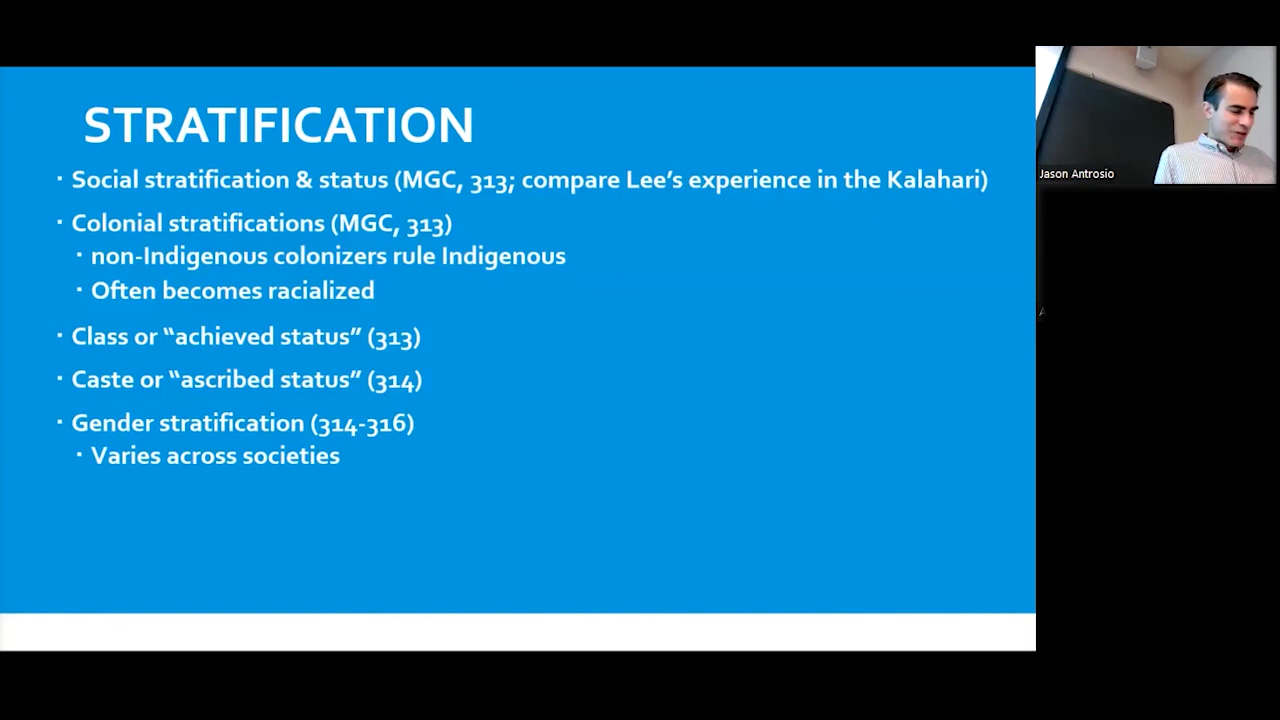 STRATIFICATION
· Social stratification & status (MGC, 313; compare Lee's experience in the Kalahari)
· Colonial stratifications (MGC, 313)
· non-Indigenous colonizers rule Indigenous
· Often becomes racialized
· Class or “achieved status” (313)
· Caste or “ascribed status” (314)
· Gender stratification (314-316)
· Varies across societies
Jason Antrosio